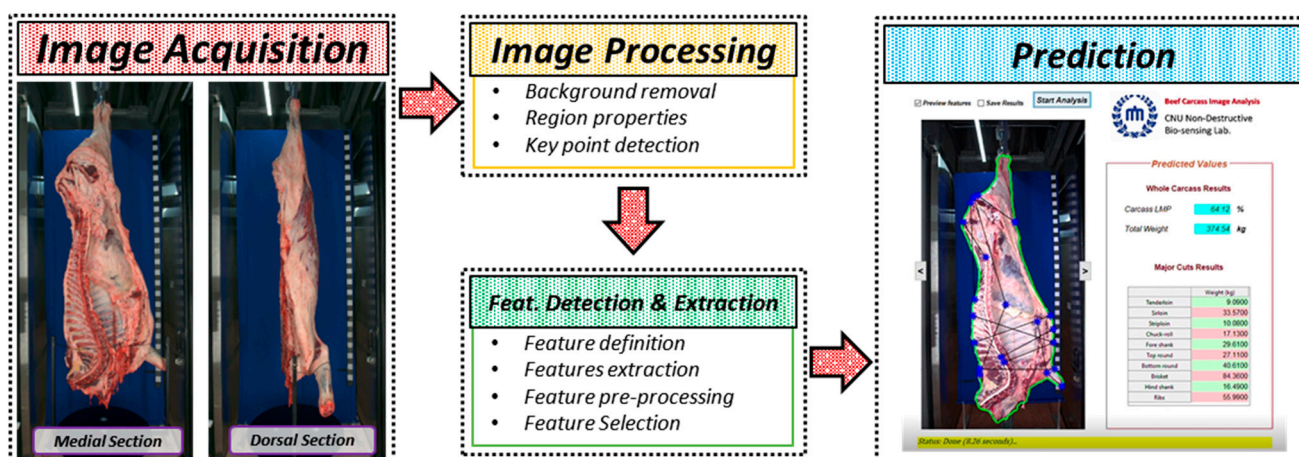 Image Acquisition
Medial Section
Dorsal Section
Image Processing
• Background removal
• Region properties
• Key point detection
Feat. Detection & Extraction
• Feature definition
• Features extraction
• Feature pre-processing
• Feature Selection
Prediction
Preview features Save Results Start Analysis
Beef Carcass Image Analysis
CNU Non-Destructive
Bio-sensing Lab.
< >
Predicted Values
Whole Carcass Results
Carcass LMP 64.12 %
Total Weight 374.54 kg
Major Cuts Results
Weight (kg)
Tenderloin 9.0900
Sirloin 33.5700
Striploin 10.0800
Chuck-roll 17.1300
Fore shank 29.6100
Top round 27.1100
Bottom round 40.6100
Brisket 84.3600
Hind shank 16.4900
Ribs 55.9900
Status: Done (8.26 seconds)...